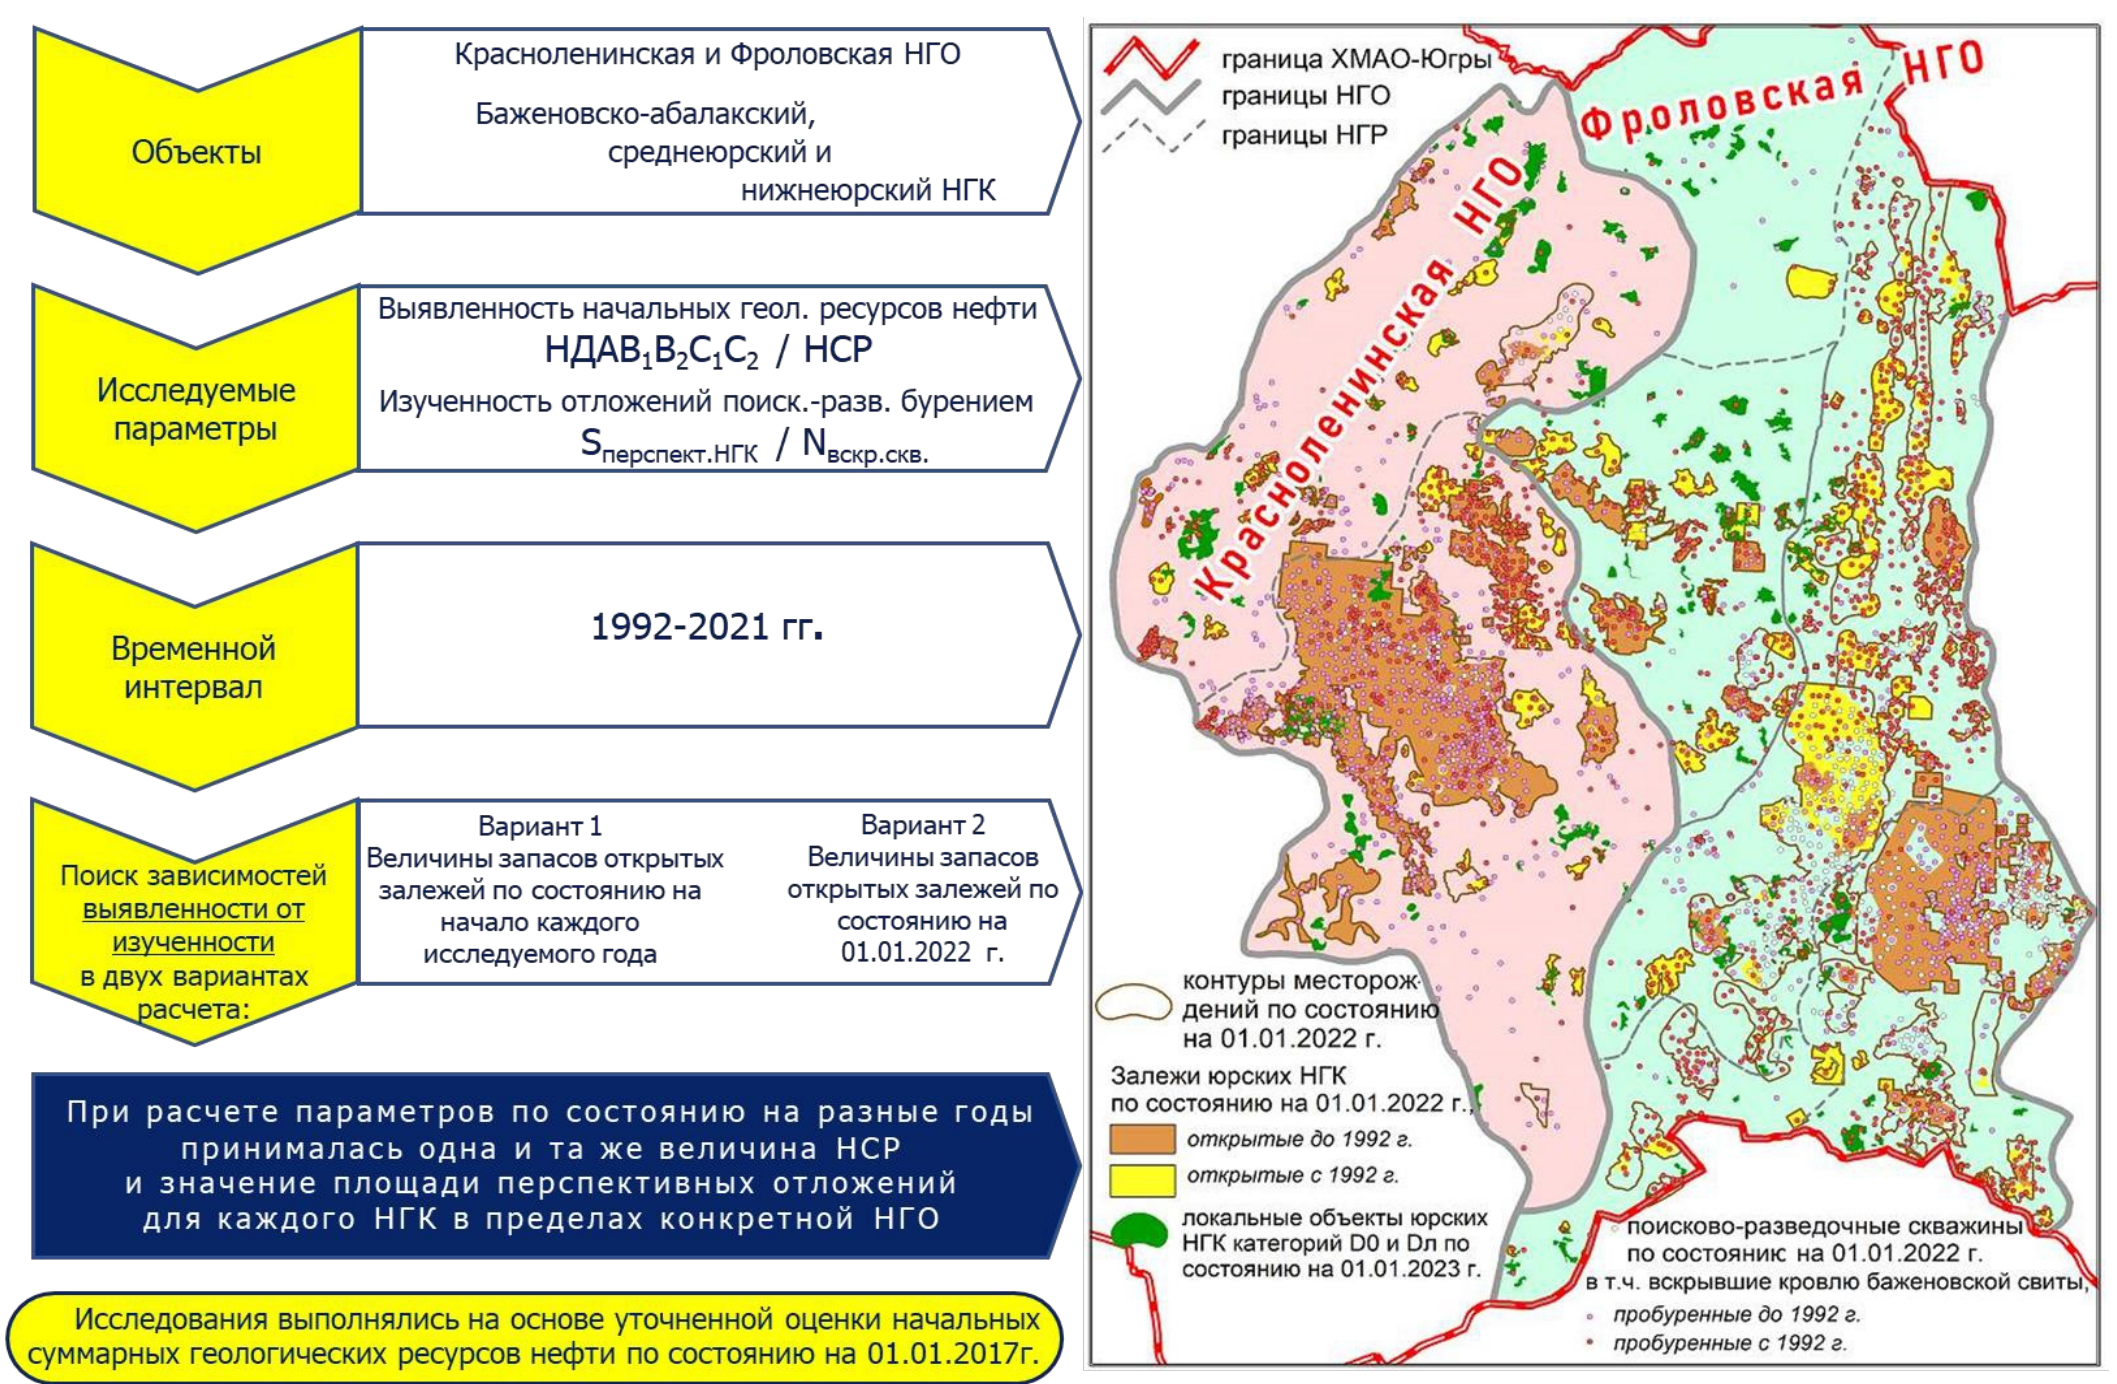 Объекты
Красноленинская и Фроловская НГО
Баженовско-абалакский,
среднеюрский и
нижнеюрский НГК
Исследуемые
параметры
Выявленность начальных геол. ресурсов нефти
НДАВ₁В₂С₁С₂ / НСР
Изученность отложений поиск.-разв. бурением
Sперспект.НГК / Nвскр.скв.
Временной
интервал
1992-2021 гг.
Поиск зависимостей
выявленности от
изученности
в двух вариантах
расчета:
Вариант 1
Величины запасов открытых
залежей по состоянию на
начало каждого
исследуемого года
Вариант 2
Величины запасов
открытых залежей по
состоянию на
01.01.2022 г.
При расчете параметров по состоянию на разные годы
принималась одна и та же величина НСР
и значение площади перспективных отложений
для каждого НГК в пределах конкретной НГО
Исследования выполнялись на основе уточненной оценки начальных
суммарных геологических ресурсов нефти по состоянию на 01.01.2017г.
граница ХМАО-Югры
границы НГО
границы НГР
Фроловская НГО
Красноленинская НГО
контуры месторож-
дений по состоянию
на 01.01.2022 г.
Залежи юрских НГК
по состоянию на 01.01.2022 г.,
открытые до 1992 г.
открытые с 1992 г.
локальные объекты юрских
НГК категорий D0 и Dл по
состоянию на 01.01.2023 г.
поисково-разведочные скважины
по состоянию на 01.01.2022 г.
в т.ч. вскрывшие кровлю баженовской свиты,
пробуренные до 1992 г.
пробуренные с 1992 г.